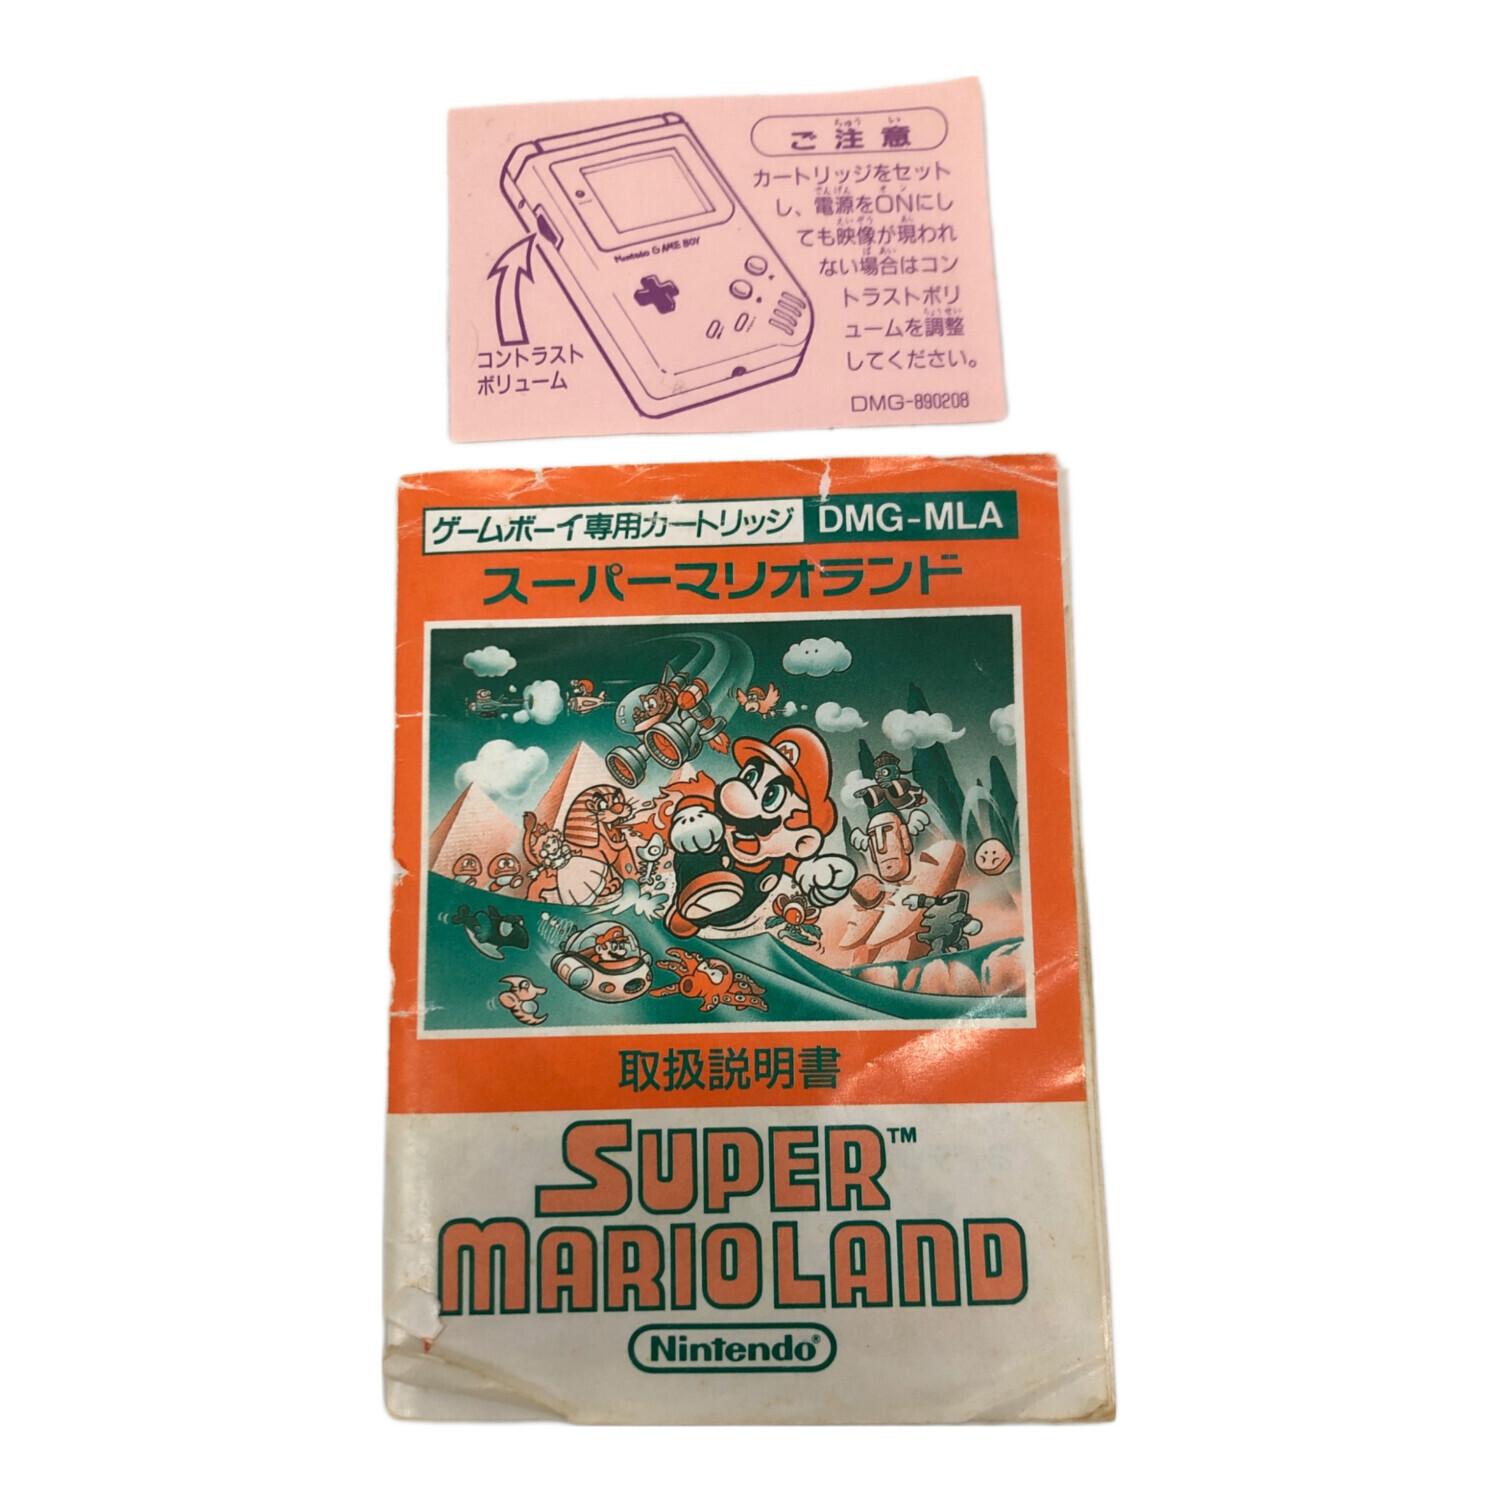 ご注意
カートリッジをセット
し、電源をONにし
ても映像が現われ
ない場合はコン
トラストボリ
ュームを調整
してください。
DMG-890208
Nintendo GAME BOY
コントラスト
ボリューム
ゲームボーイ専用カートリッジ DMG-MLA
スーパーマリオランド
M
取扱説明書
SUPER™
MARIOLAND
Nintendo®